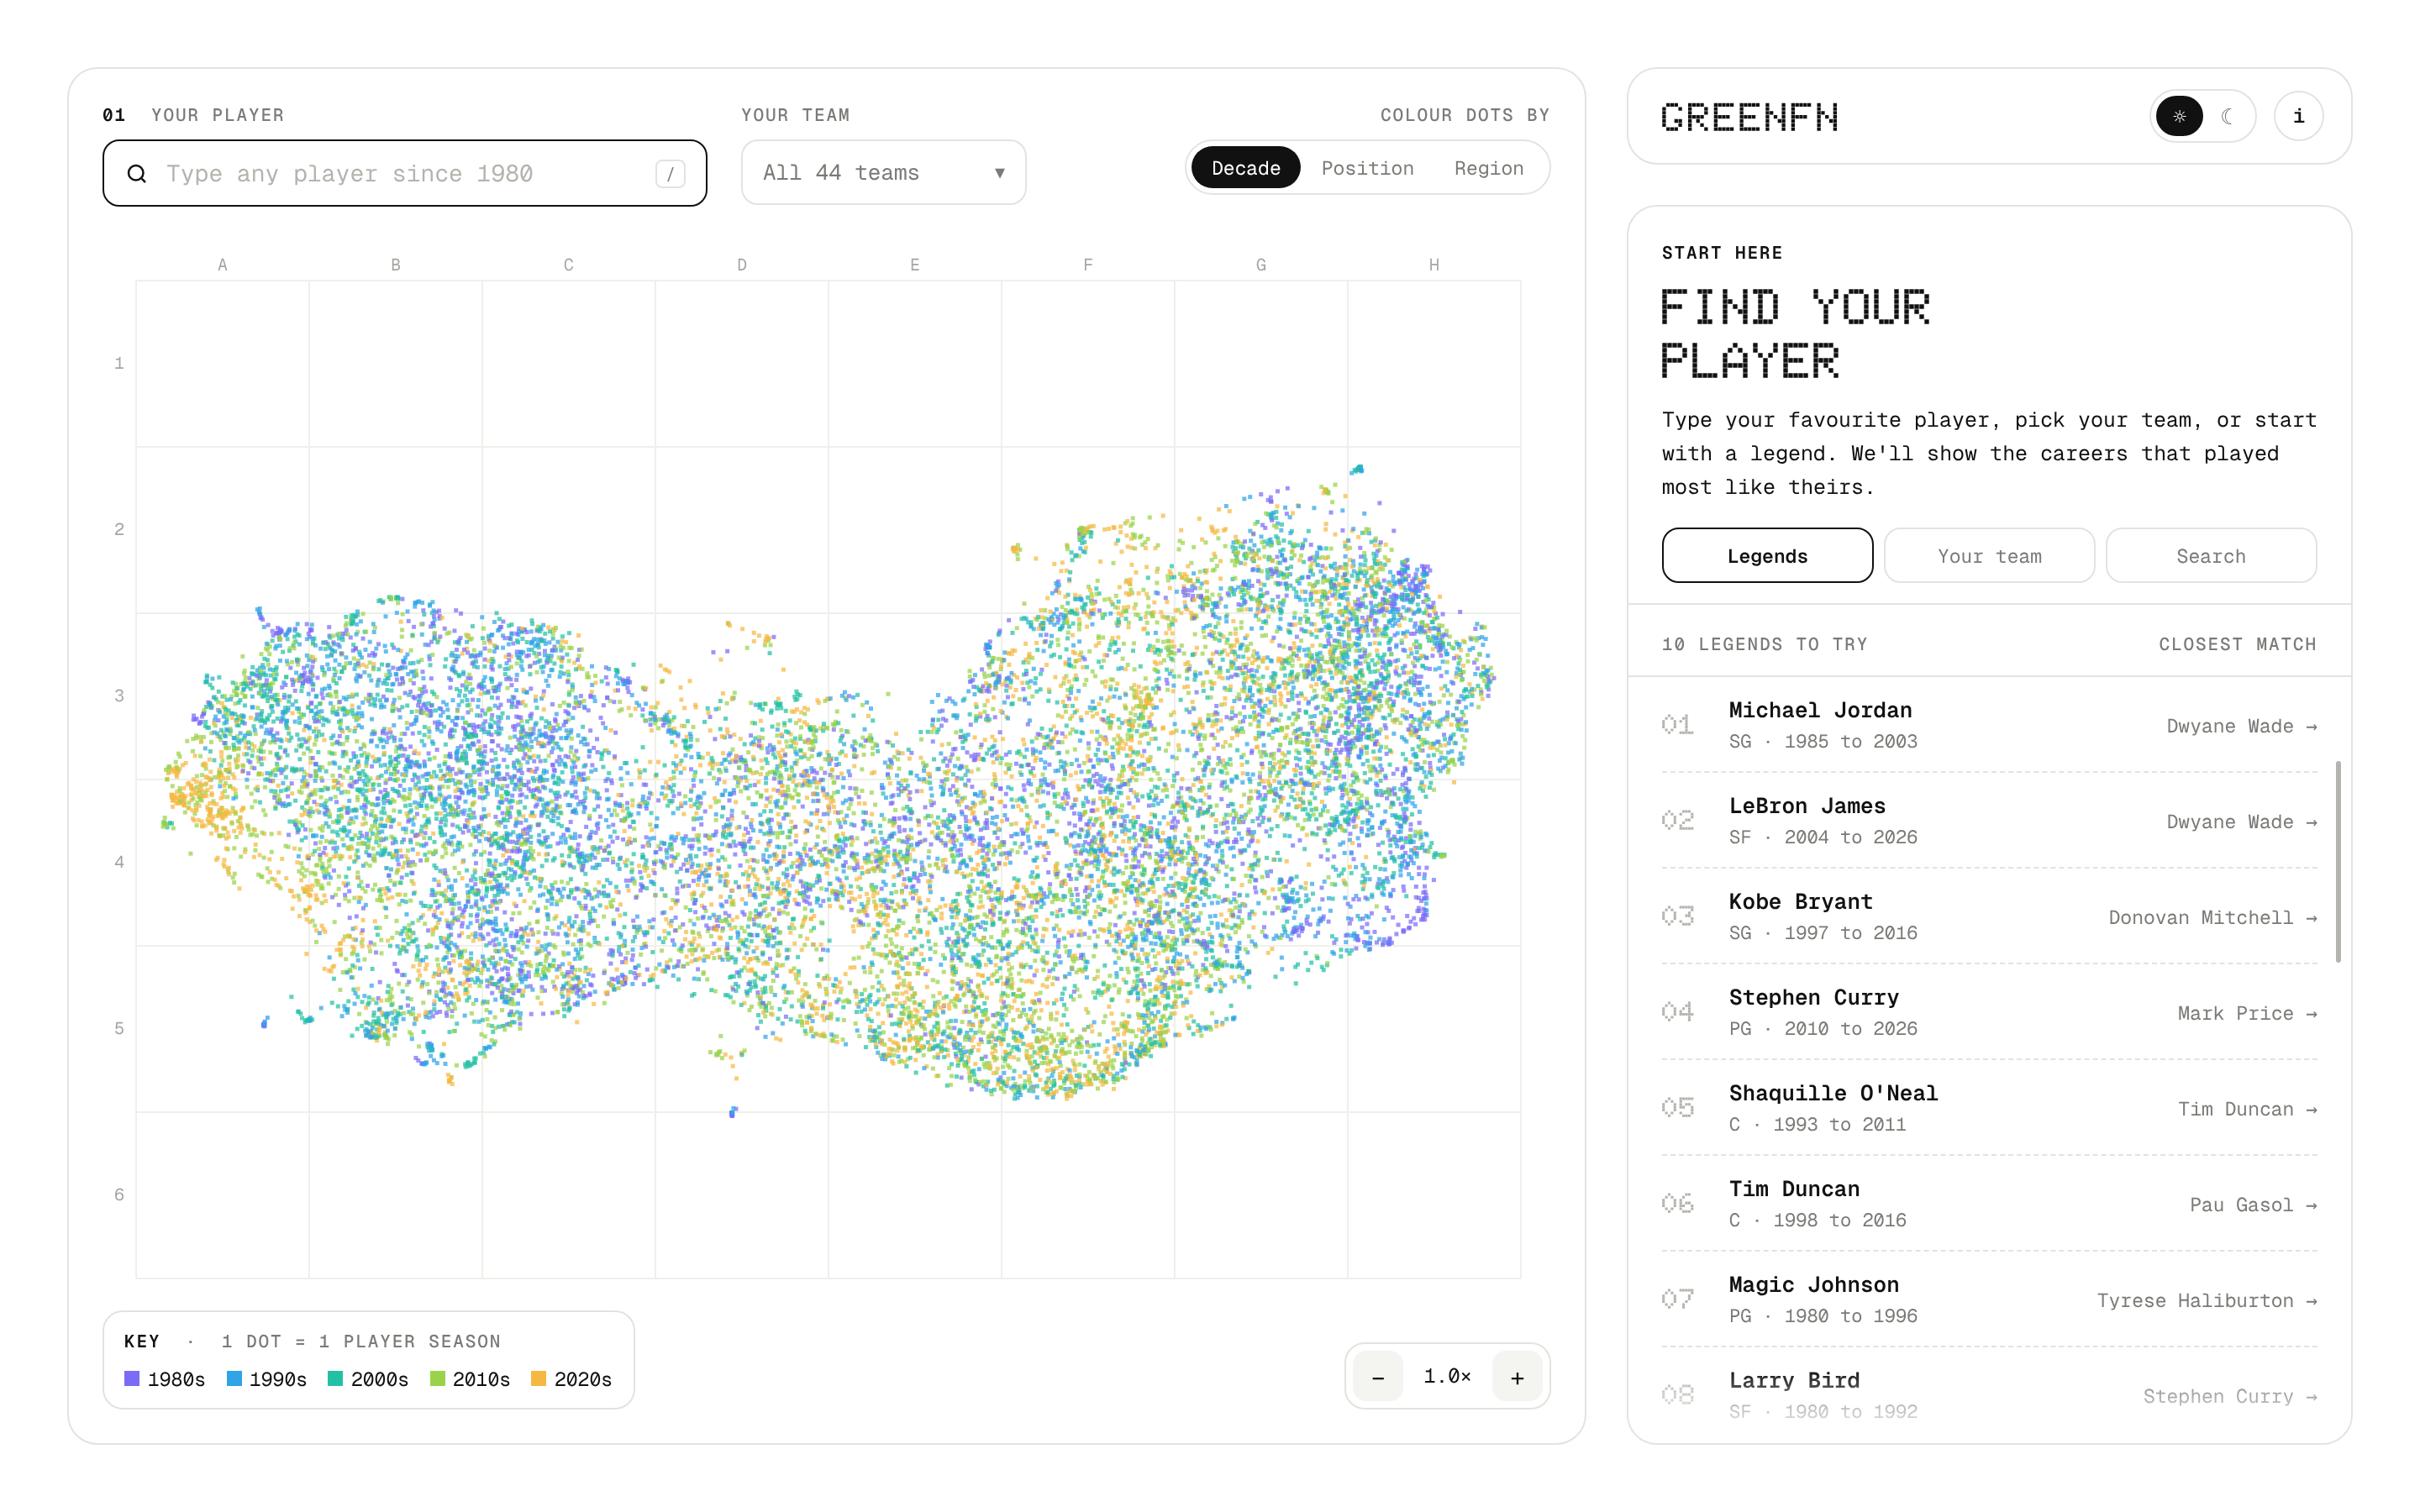 01 YOUR PLAYER
Type any player since 1980 /
YOUR TEAM
All 44 teams ▼
COLOUR DOTS BY
Decade Position Region
A B C D E F G H
1
2
3
4
5
6
KEY · 1 DOT = 1 PLAYER SEASON
1980s 1990s 2000s 2010s 2020s
− 1.0× +
GREENFN
i
START HERE
FIND YOUR
PLAYER
Type your favourite player, pick your team, or start
with a legend. We'll show the careers that played
most like theirs.
Legends Your team Search
10 LEGENDS TO TRY CLOSEST MATCH
01 Michael Jordan Dwyane Wade →
SG · 1985 to 2003
02 LeBron James Dwyane Wade →
SF · 2004 to 2026
03 Kobe Bryant Donovan Mitchell →
SG · 1997 to 2016
04 Stephen Curry Mark Price →
PG · 2010 to 2026
05 Shaquille O'Neal Tim Duncan →
C · 1993 to 2011
06 Tim Duncan Pau Gasol →
C · 1998 to 2016
07 Magic Johnson Tyrese Haliburton →
PG · 1980 to 1996
08 Larry Bird Stephen Curry →
SF · 1980 to 1992